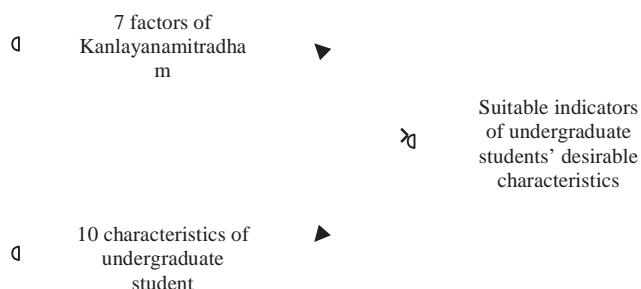 7 factors of
Kanlayanamitradha
m
Suitable indicators
of undergraduate
students’ desirable
characteristics
10 characteristics of
undergraduate
student